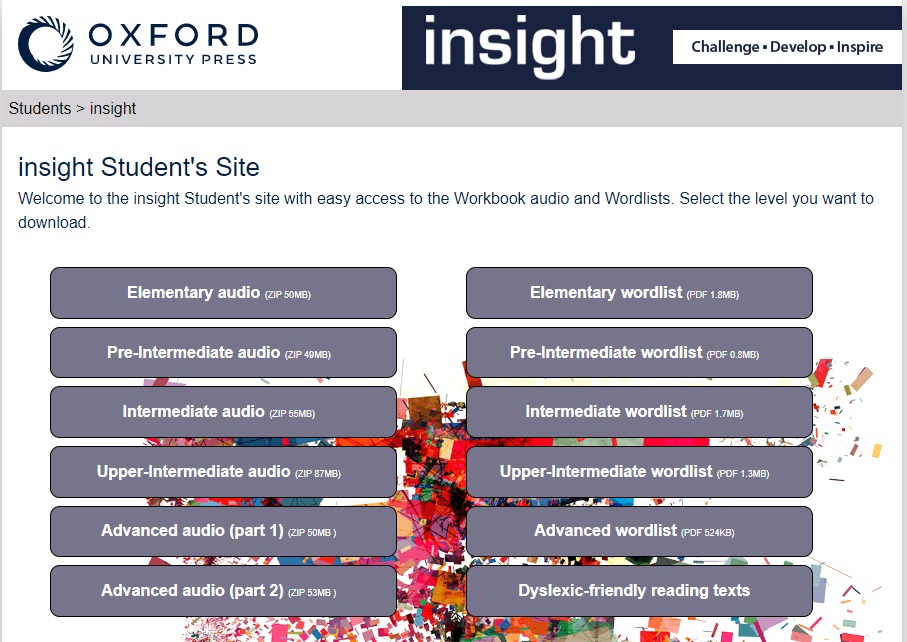 OXFORD
UNIVERSITY PRESS
insight
Challenge ▪ Develop ▪ Inspire
Students > insight
insight Student's Site
Welcome to the insight Student's site with easy access to the Workbook audio and Wordlists. Select the level you want to
download.
Elementary audio (ZIP 50MB)
Elementary wordlist (PDF 1.8MB)
Pre-Intermediate audio (ZIP 49MB)
Pre-Intermediate wordlist (PDF 0.8MB)
Intermediate audio (ZIP 55MB)
Intermediate wordlist (PDF 1.7MB)
Upper-Intermediate audio (ZIP 87MB)
Upper-Intermediate wordlist (PDF 1.3MB)
Advanced audio (part 1) (ZIP 50MB )
Advanced wordlist (PDF 524KB)
Advanced audio (part 2) (ZIP 53MB )
Dyslexic-friendly reading texts